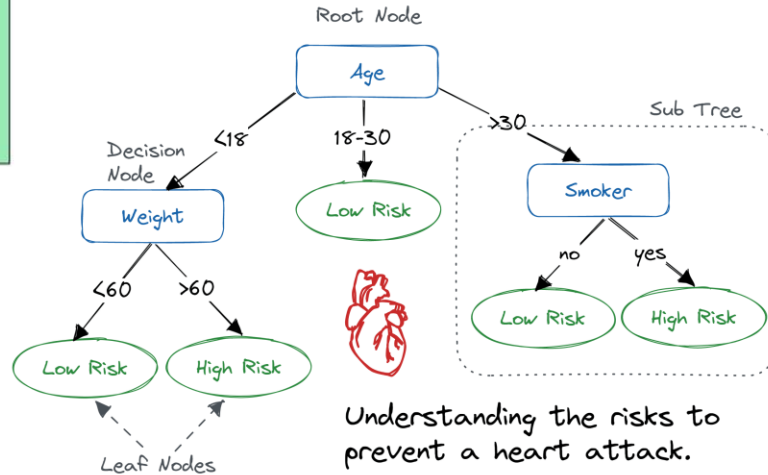 Root Node
Age
<18
18-30
>30
Sub Tree
Decision
Node
Weight
Low Risk
Smoker
<60
>60
no
yes
Low Risk
High Risk
Low Risk
High Risk
Leaf Nodes
Understanding the risks to
prevent a heart attack.